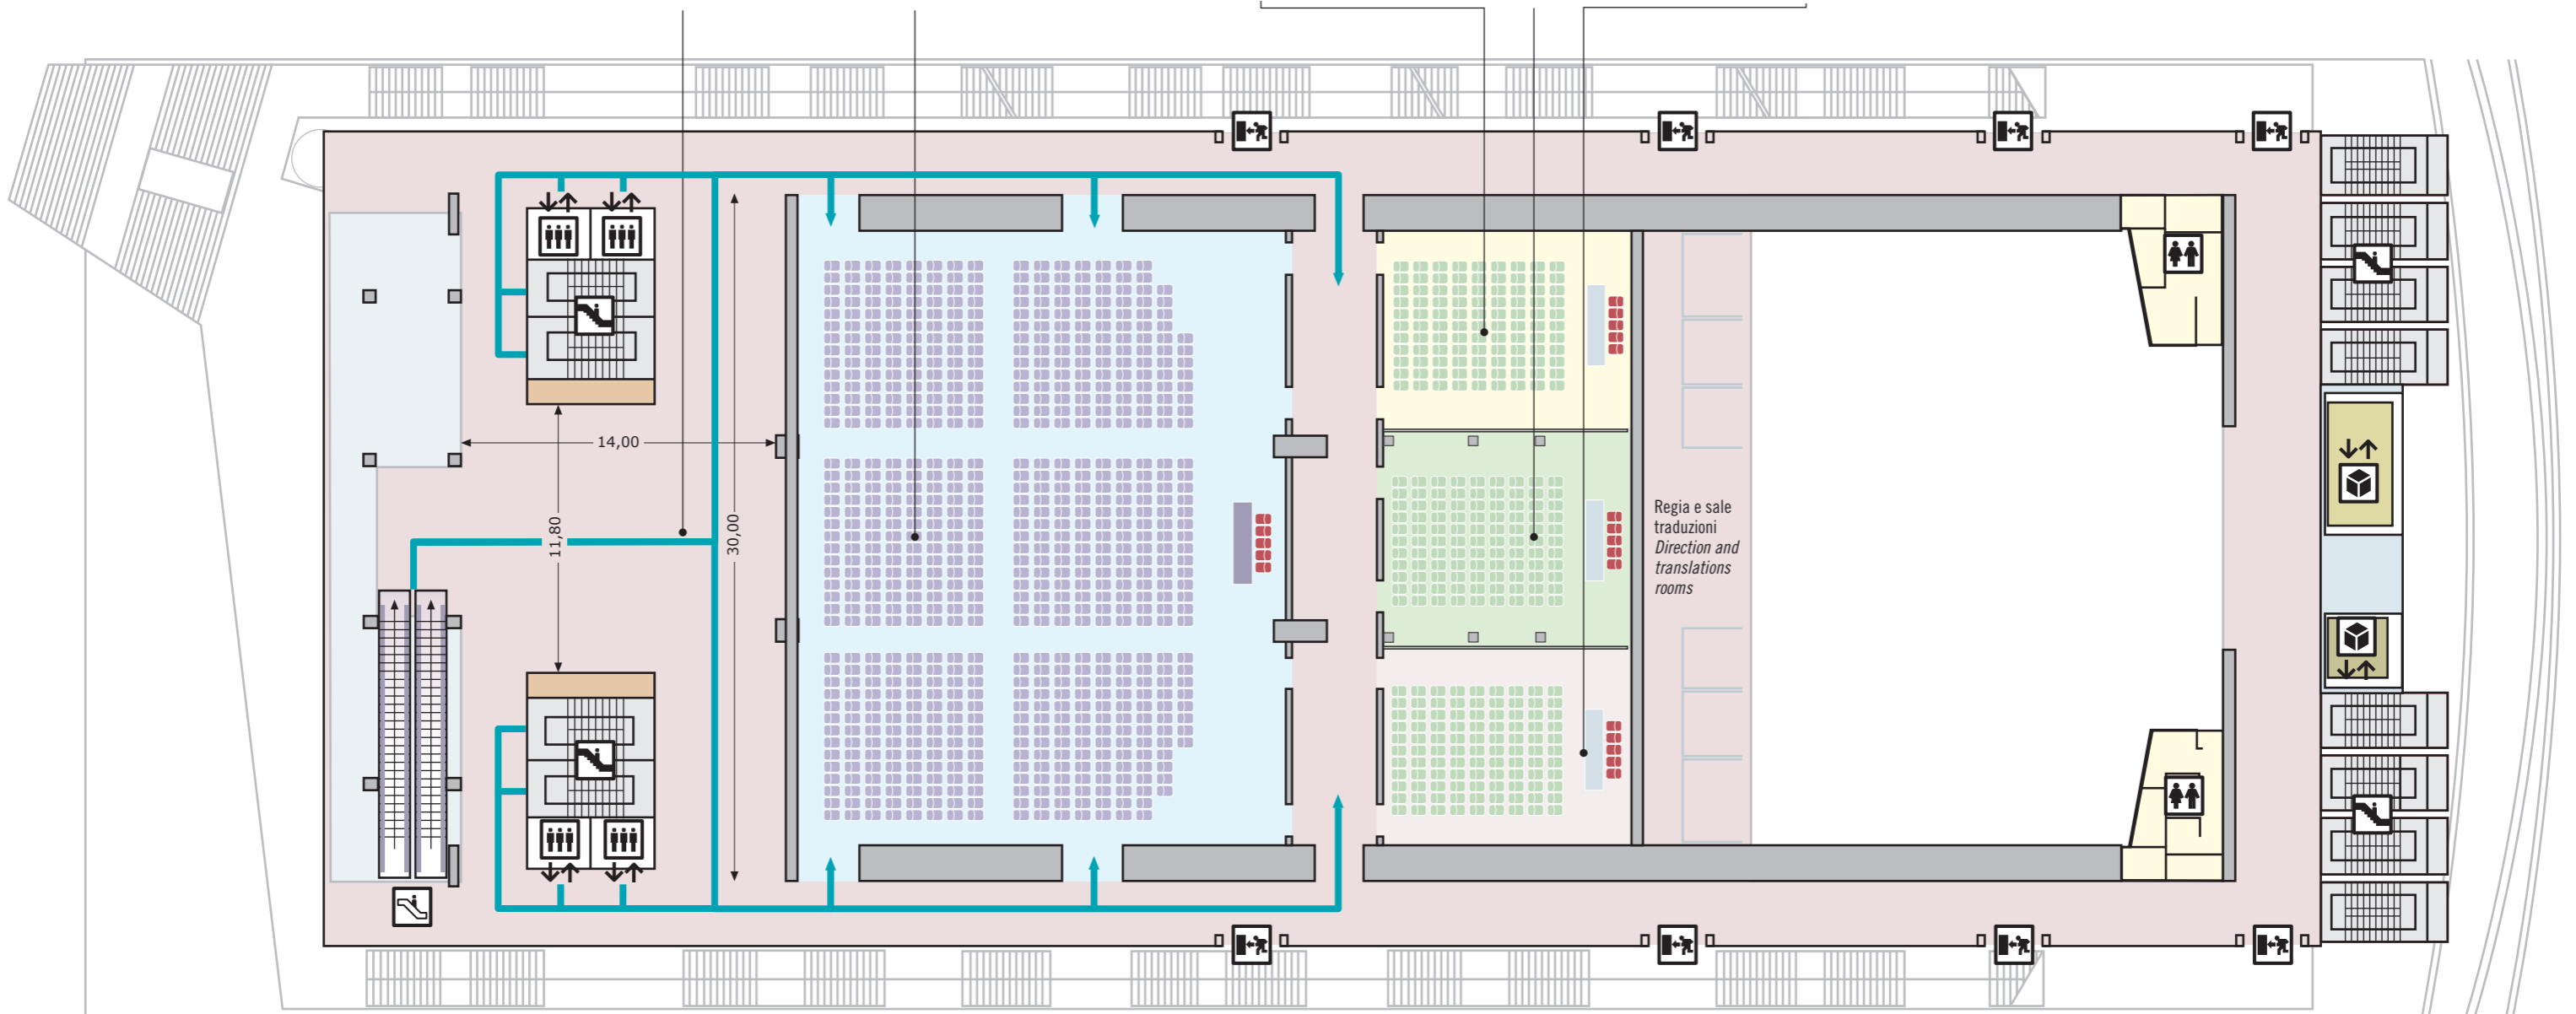 14,00
11,80
30,00
Regia e sale
traduzioni
Direction and
translations
rooms